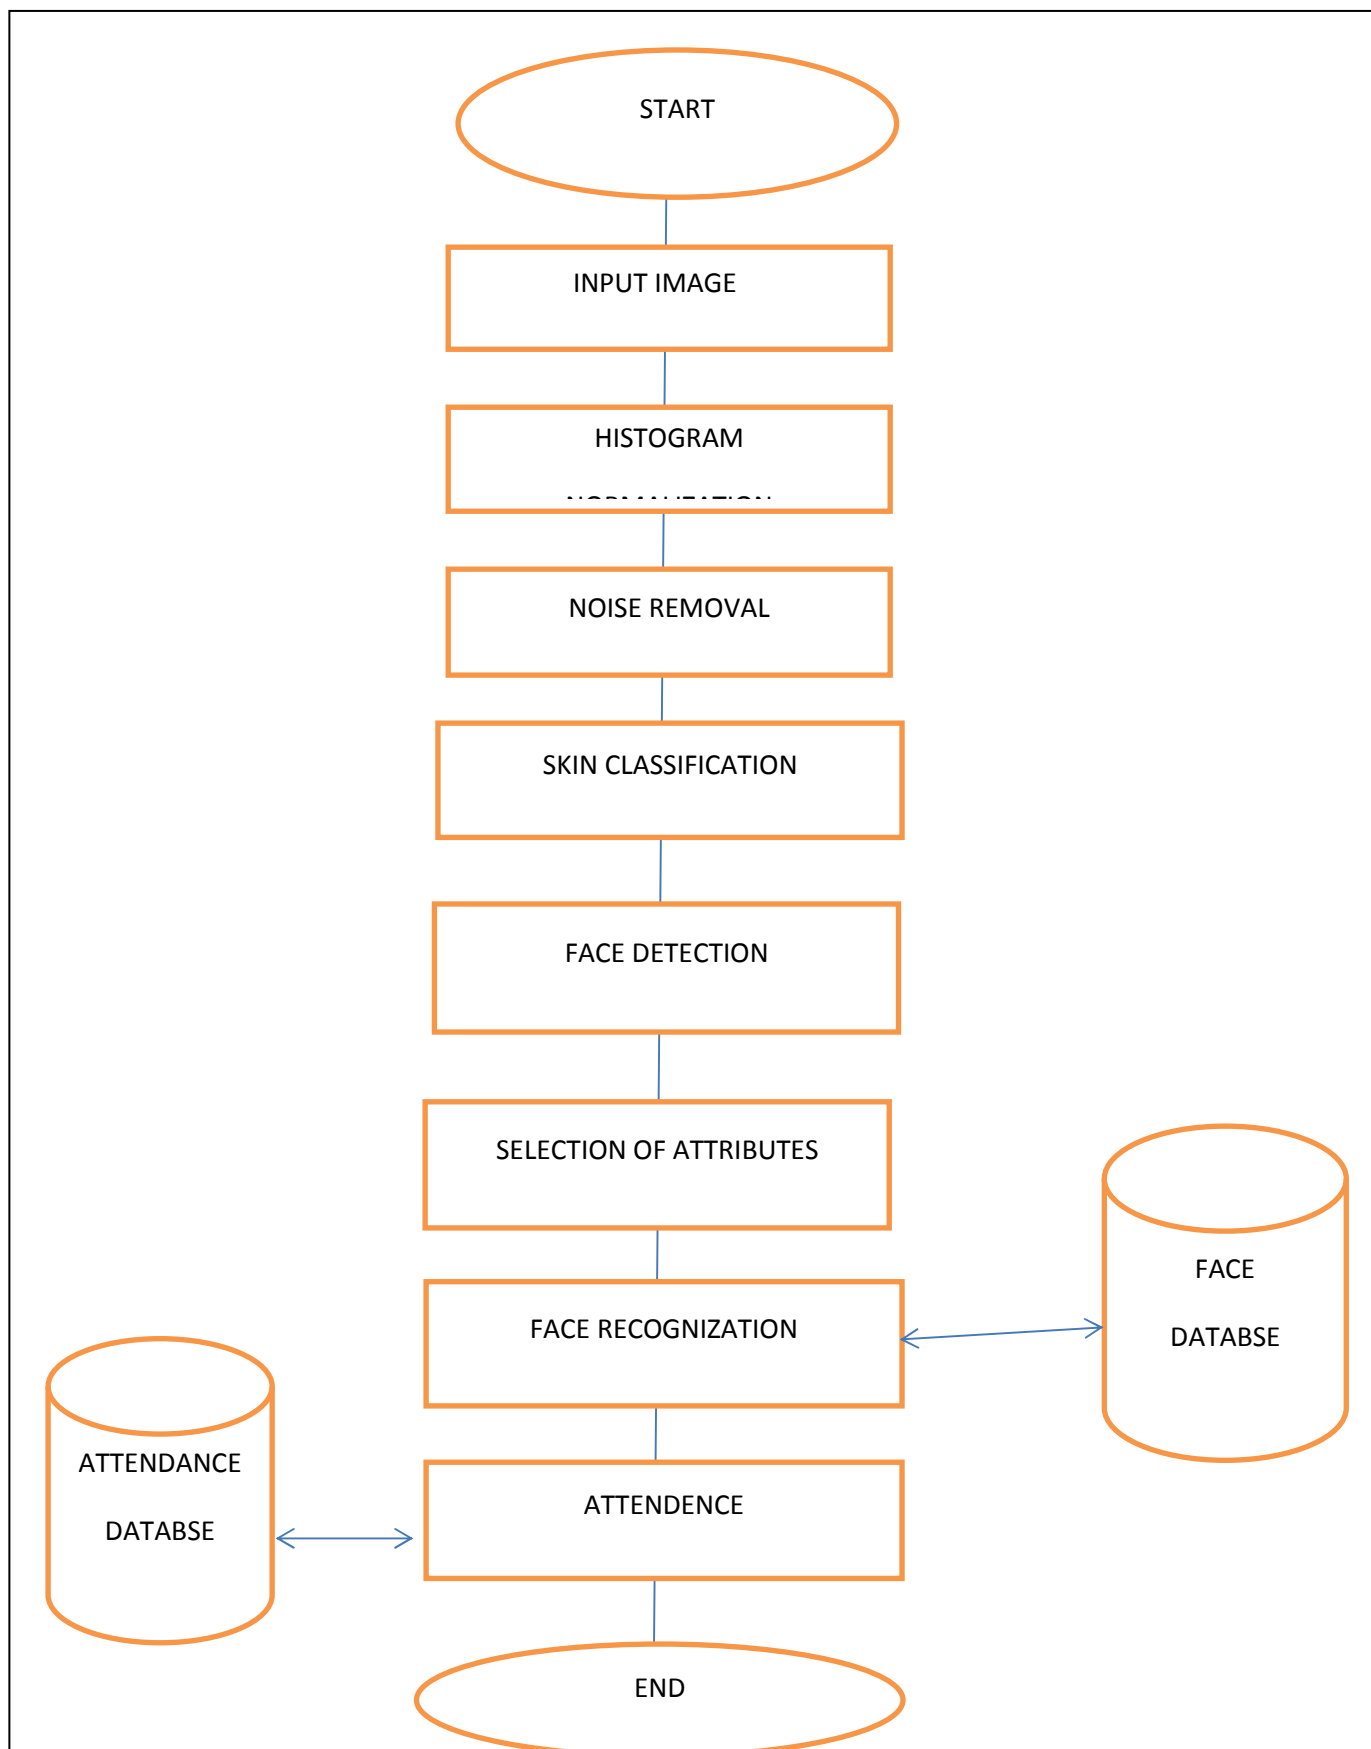 START
INPUT IMAGE
HISTOGRAM
NORMALIZATION
NOISE REMOVAL
SKIN CLASSIFICATION
FACE DETECTION
SELECTION OF ATTRIBUTES
FACE
DATABSE
FACE RECOGNIZATION
ATTENDANCE
DATABSE
ATTENDENCE
END